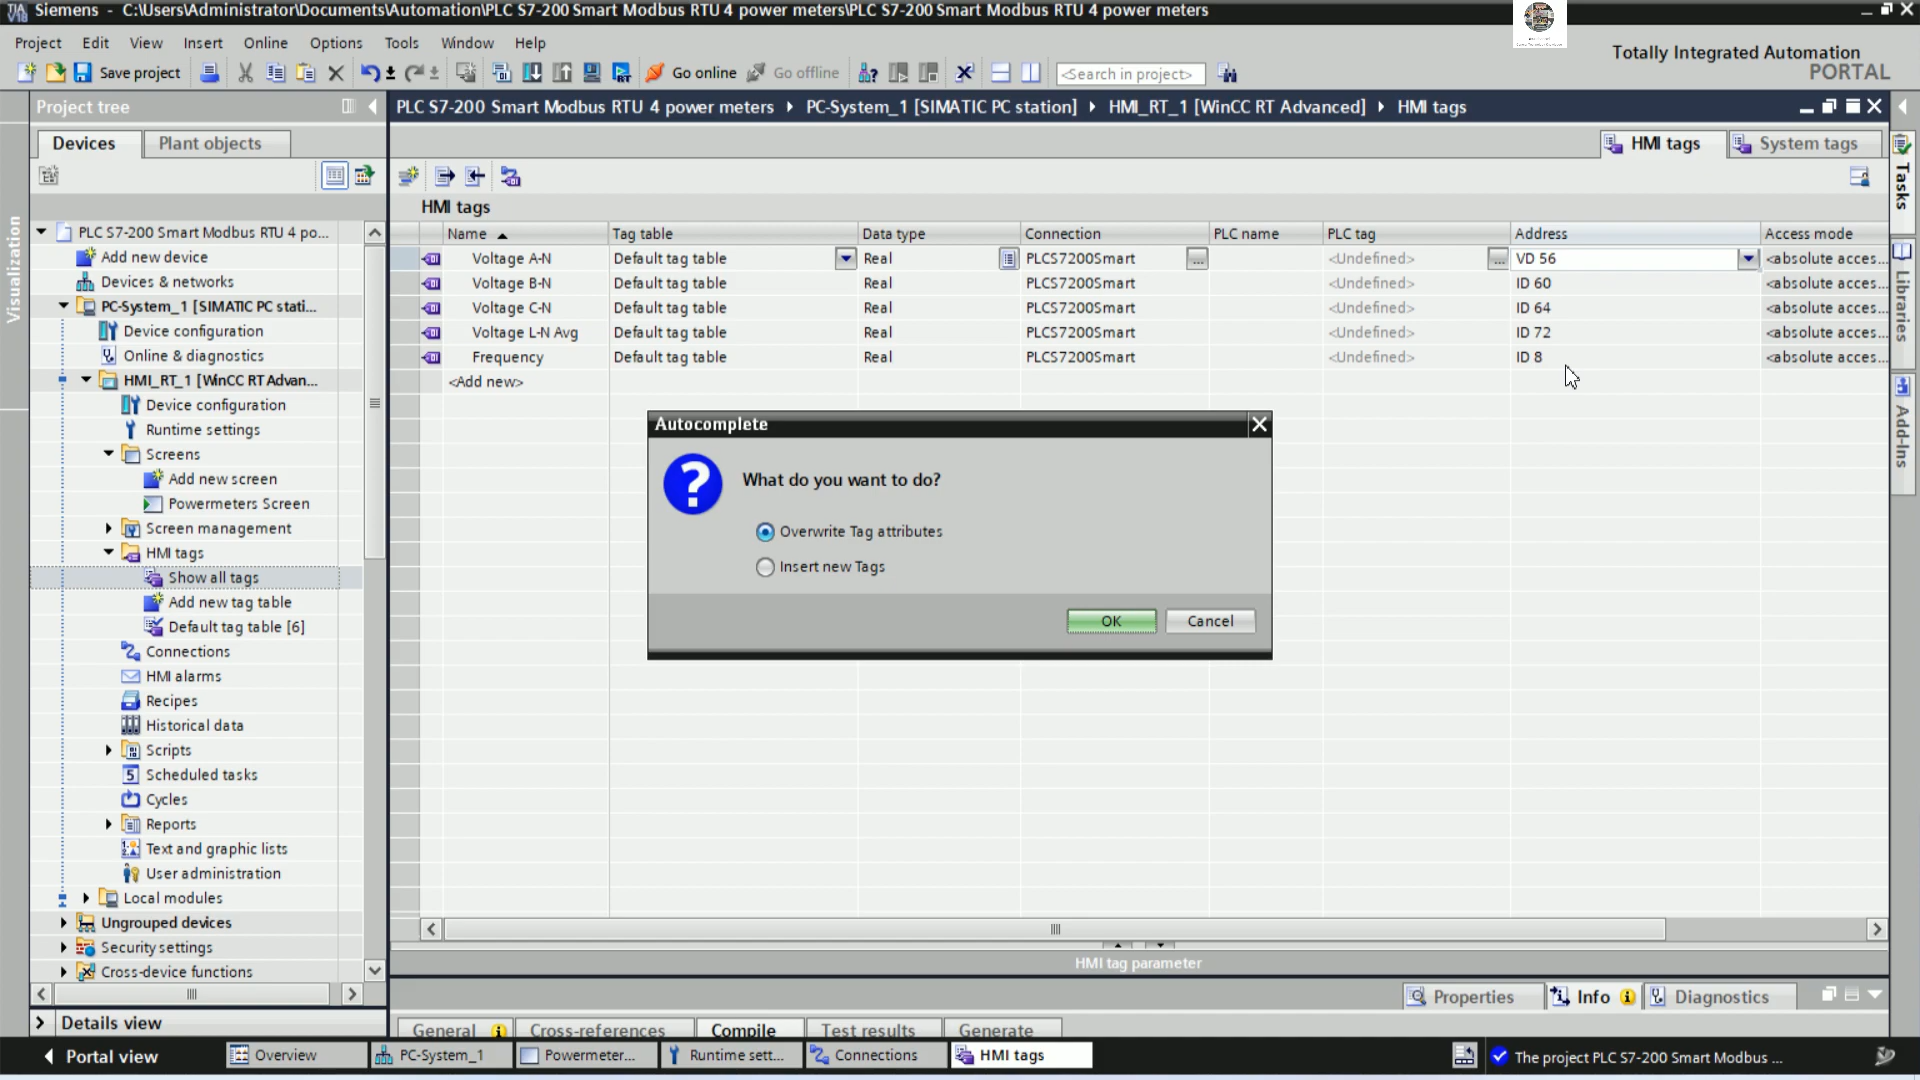 Siemens - C:\Users\Administrator\Documents\Automation\PLC S7-200 Smart Modbus RTU 4 power meters\PLC S7-200 Smart Modbus RTU 4 power meters
Project Edit View Insert Online Options Tools Window Help
Totally Integrated Automation
PORTAL
Save project
Go online
Go offline
<Search in project>
Project tree
PLC S7-200 Smart Modbus RTU 4 power meters PC-System_1 [SIMATIC PC station] HMI_RT_1 [WinCC RT Advanced] HMI tags
Devices Plant objects
HMI tags System tags
Visualization
PLC S7-200 Smart Modbus RTU 4 po...
Add new device
Devices & networks
PC-System_1 [SIMATIC PC stati...
Device configuration
Online & diagnostics
HMI_RT_1 [WinCC RT Advan...
Device configuration
Runtime settings
Screens
Add new screen
Powermeters Screen
Screen management
HMI tags
Show all tags
Add new tag table
Default tag table [6]
Connections
HMI alarms
Recipes
Historical data
Scripts
Scheduled tasks
Cycles
Reports
Text and graphic lists
User administration
Local modules
Ungrouped devices
Security settings
Cross-device functions
Details view
HMI tags
Name Tag table Data type Connection PLC name PLC tag Address Access mode
Voltage A-N Default tag table Real PLCS7200Smart ... <Undefined> ... VD 56 <absolute acces...
Voltage B-N Default tag table Real PLCS7200Smart <Undefined> ID 60 <absolute acces...
Voltage C-N Default tag table Real PLCS7200Smart <Undefined> ID 64 <absolute acces...
Voltage L-N Avg Default tag table Real PLCS7200Smart <Undefined> ID 72 <absolute acces...
Frequency Default tag table Real PLCS7200Smart <Undefined> ID 8 <absolute acces...
<Add new>
Autocomplete
What do you want to do?
Overwrite Tag attributes
Insert new Tags
OK Cancel
HMI tag parameter
Properties Info Diagnostics
General Cross-references Compile Test results Generate
Tasks
Libraries
Add-Ins
Portal view Overview PC-System_1 Powermeter... Runtime sett... Connections HMI tags The project PLC S7-200 Smart Modbus ...